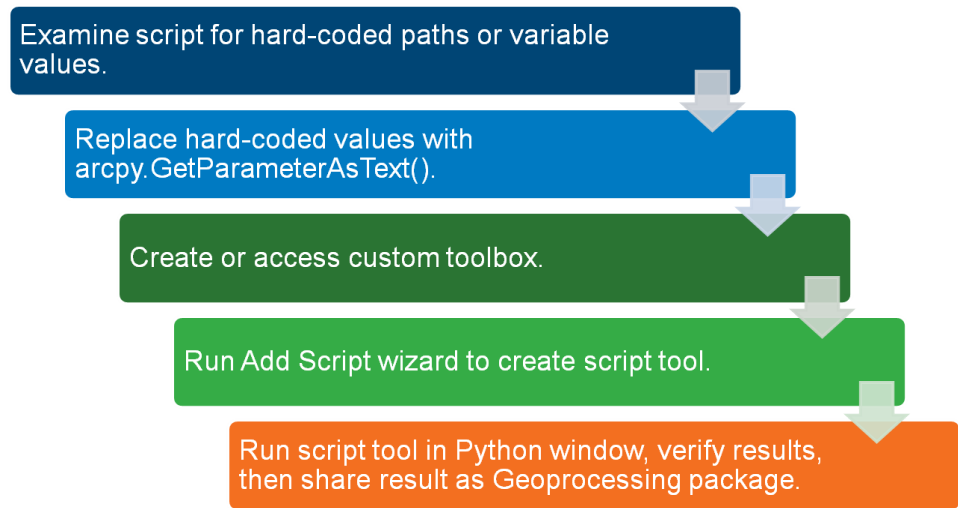 Examine script for hard-coded paths or variable
values.
Replace hard-coded values with
arcpy.GetParameterAsText().
Create or access custom toolbox.
Run Add Script wizard to create script tool.
Run script tool in Python window, verify results,
then share result as Geoprocessing package.